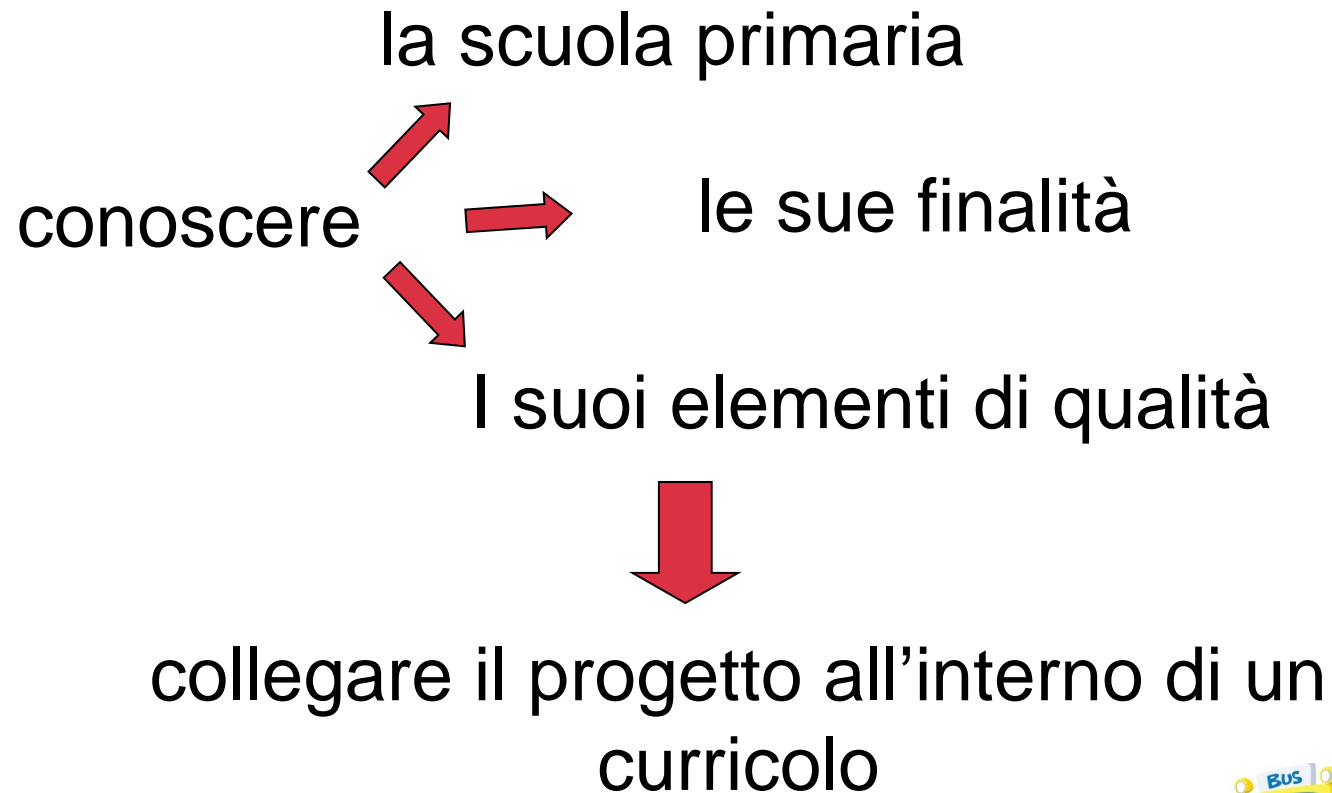 la scuola primaria
conoscere
le sue finalità
I suoi elementi di qualità
collegare il progetto all’interno di un
curricolo
BUS